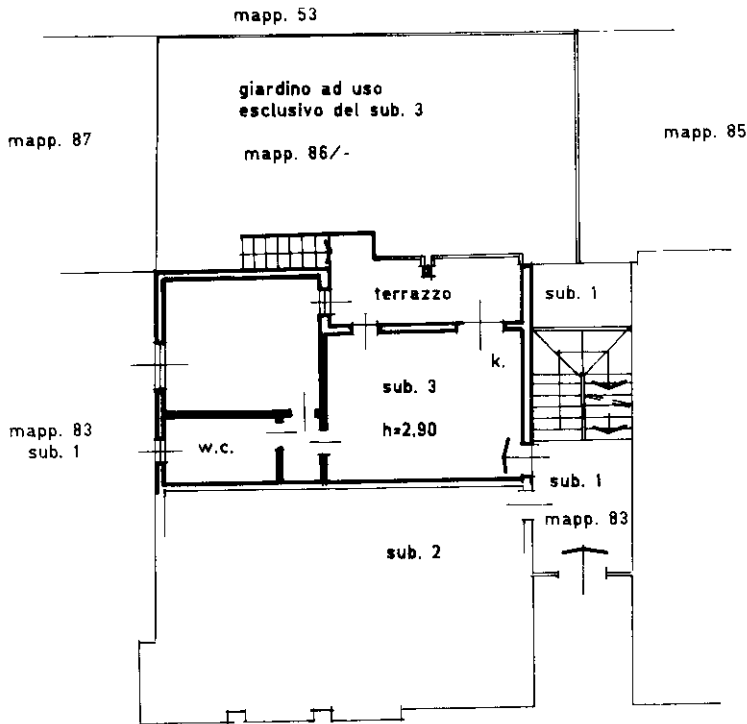 mapp. 53
giardino ad uso
esclusivo del sub. 3
mapp. 87
mapp. 85
mapp. 86/-
terrazzo
sub. 1
k.
sub. 3
mapp. 83
sub. 1
w.c.
h=2,90
sub. 1
mapp. 83
sub. 2